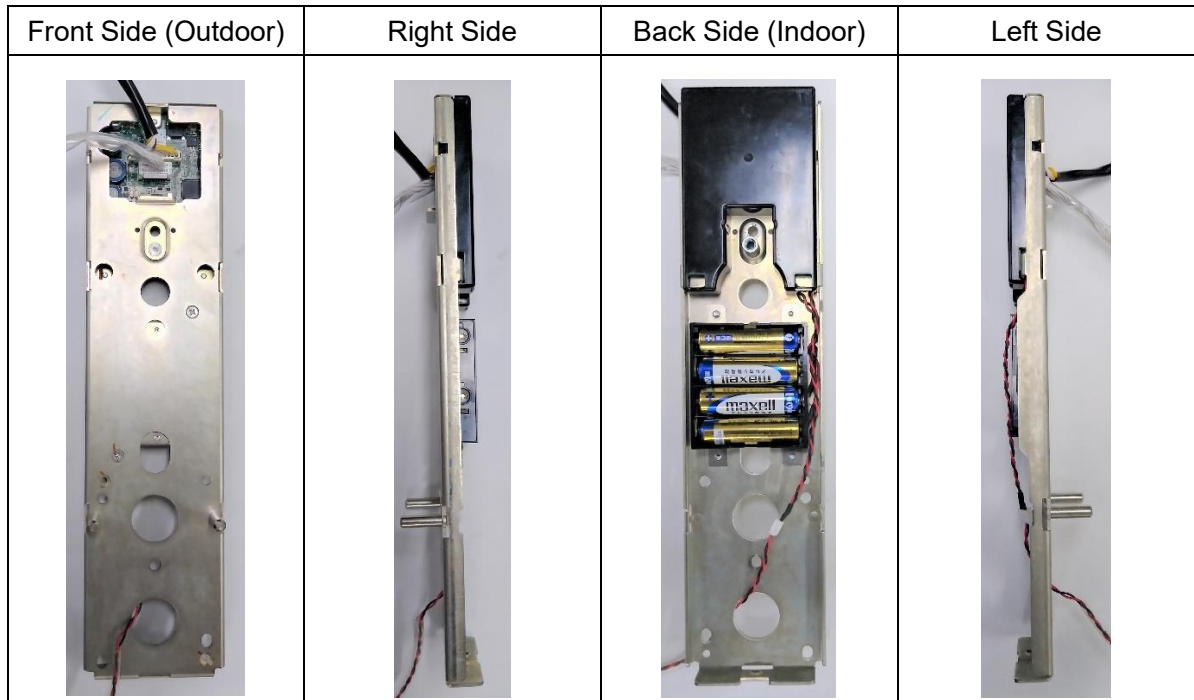 Front Side (Outdoor)
Right Side
Back Side (Indoor)
Left Side
maxell
maxell